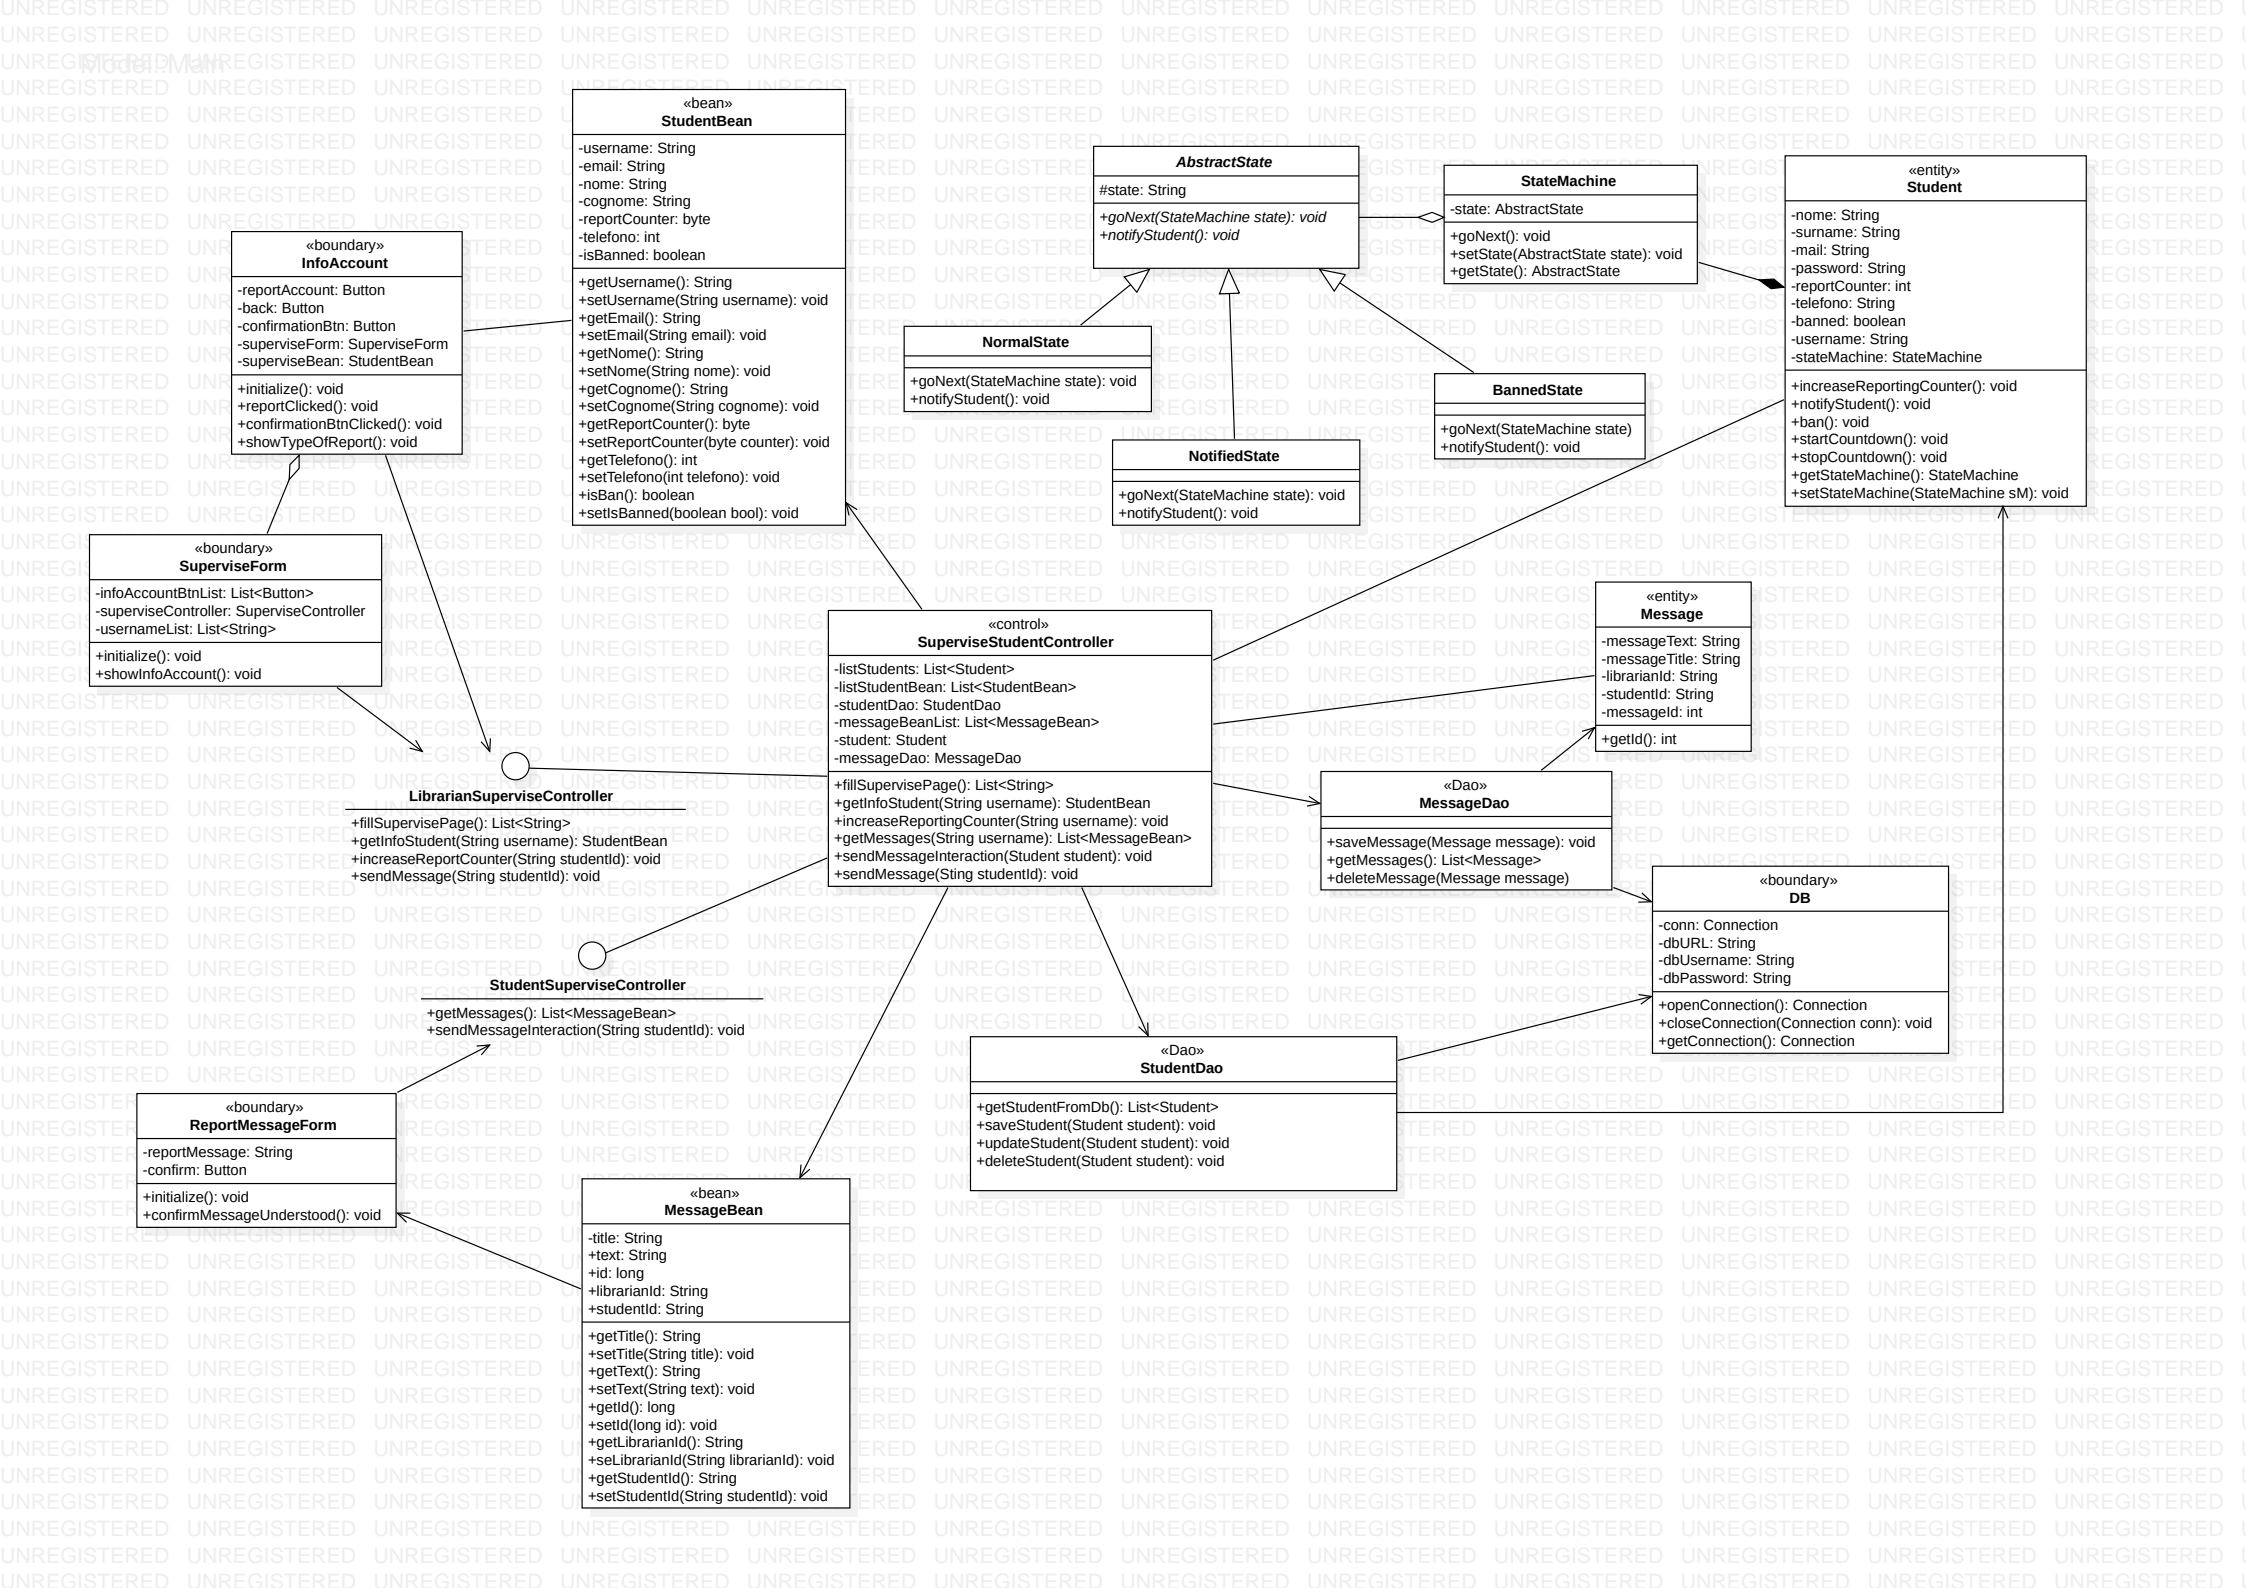 Model::Main
«bean»
StudentBean
-username: String
-email: String
-nome: String
-cognome: String
-reportCounter: byte
-telefono: int
-isBanned: boolean
+getUsername(): String
+setUsername(String username): void
+getEmail(): String
+setEmail(String email): void
+getNome(): String
+setNome(String nome): void
+getCognome(): String
+setCognome(String cognome): void
+getReportCounter(): byte
+setReportCounter(byte counter): void
+getTelefono(): int
+setTelefono(int telefono): void
+isBan(): boolean
+setIsBanned(boolean bool): void
AbstractState
#state: String
+goNext(StateMachine state): void
+notifyStudent(): void
StateMachine
-state: AbstractState
+goNext(): void
+setState(AbstractState state): void
+getState(): AbstractState
«entity»
Student
-nome: String
-surname: String
-mail: String
-password: String
-reportCounter: int
-telefono: String
-banned: boolean
-username: String
-stateMachine: StateMachine
+increaseReportingCounter(): void
+notifyStudent(): void
+ban(): void
+startCountdown(): void
+stopCountdown(): void
+getStateMachine(): StateMachine
+setStateMachine(StateMachine sM): void
«boundary»
InfoAccount
-reportAccount: Button
-back: Button
-confirmationBtn: Button
-superviseForm: SuperviseForm
-superviseBean: StudentBean
+initialize(): void
+reportClicked(): void
+confirmationBtnClicked(): void
+showTypeOfReport(): void
NormalState
+goNext(StateMachine state): void
+notifyStudent(): void
BannedState
+goNext(StateMachine state)
+notifyStudent(): void
NotifiedState
+goNext(StateMachine state): void
+notifyStudent(): void
«boundary»
SuperviseForm
-infoAccountBtnList: List<Button>
-superviseController: SuperviseController
-usernameList: List<String>
+initialize(): void
+showInfoAccount(): void
«control»
SuperviseStudentController
-listStudents: List<Student>
-listStudentBean: List<StudentBean>
-studentDao: StudentDao
-messageBeanList: List<MessageBean>
-student: Student
-messageDao: MessageDao
+fillSupervisePage(): List<String>
+getInfoStudent(String username): StudentBean
+increaseReportingCounter(String username): void
+getMessages(String username): List<MessageBean>
+sendMessageInteraction(Student student): void
+sendMessage(Sting studentId): void
«entity»
Message
-messageText: String
-messageTitle: String
-librarianId: String
-studentId: String
-messageId: int
+getId(): int
LibrarianSuperviseController
+fillSupervisePage(): List<String>
+getInfoStudent(String username): StudentBean
+increaseReportCounter(String studentId): void
+sendMessage(String studentId): void
«Dao»
MessageDao
+saveMessage(Message message): void
+getMessages(): List<Message>
+deleteMessage(Message message)
«boundary»
DB
-conn: Connection
-dbURL: String
-dbUsername: String
-dbPassword: String
+openConnection(): Connection
+closeConnection(Connection conn): void
+getConnection(): Connection
StudentSuperviseController
+getMessages(): List<MessageBean>
+sendMessageInteraction(String studentId): void
«Dao»
StudentDao
+getStudentFromDb(): List<Student>
+saveStudent(Student student): void
+updateStudent(Student student): void
+deleteStudent(Student student): void
«boundary»
ReportMessageForm
-reportMessage: String
-confirm: Button
+initialize(): void
+confirmMessageUnderstood(): void
«bean»
MessageBean
-title: String
+text: String
+id: long
+librarianId: String
+studentId: String
+getTitle(): String
+setTitle(String title): void
+getText(): String
+setText(String text): void
+getId(): long
+setId(long id): void
+getLibrarianId(): String
+seLibrarianId(String librarianId): void
+getStudentId(): String
+setStudentId(String studentId): void
UNREGISTERED